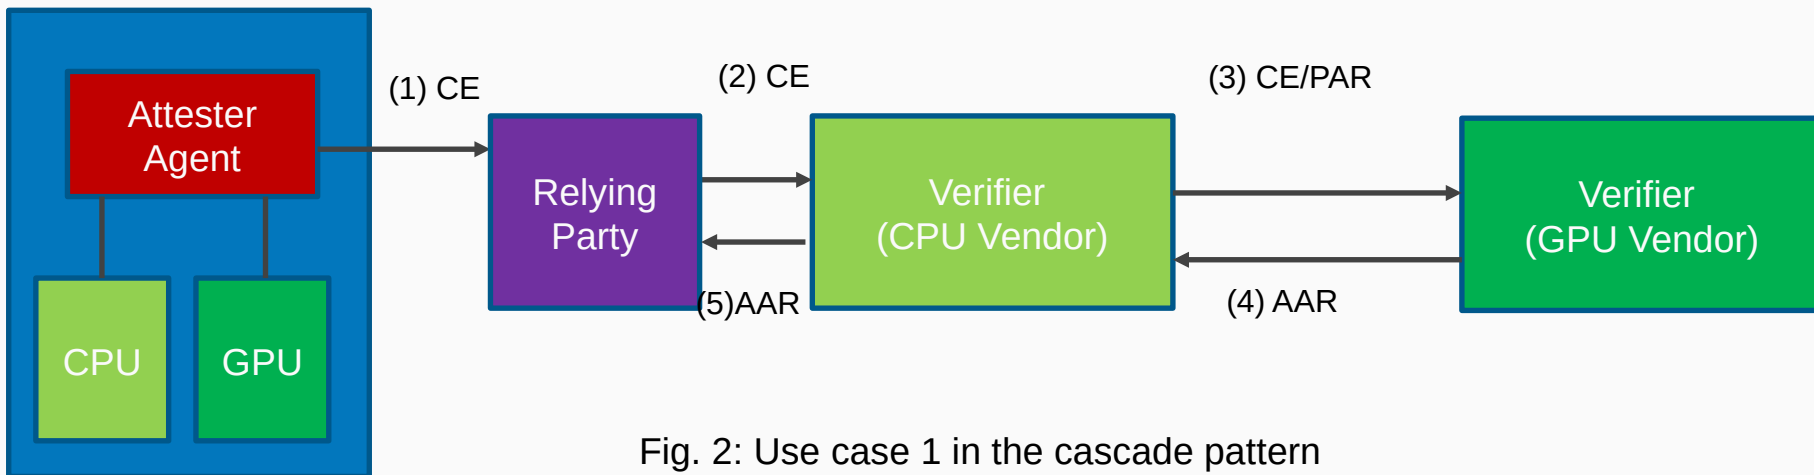 Attester
Agent
CPU
GPU
(1) CE
Relying
Party
(2) CE
(5)AAR
Verifier
(CPU Vendor)
(3) CE/PAR
(4) AAR
Verifier
(GPU Vendor)
Fig. 2: Use case 1 in the cascade pattern